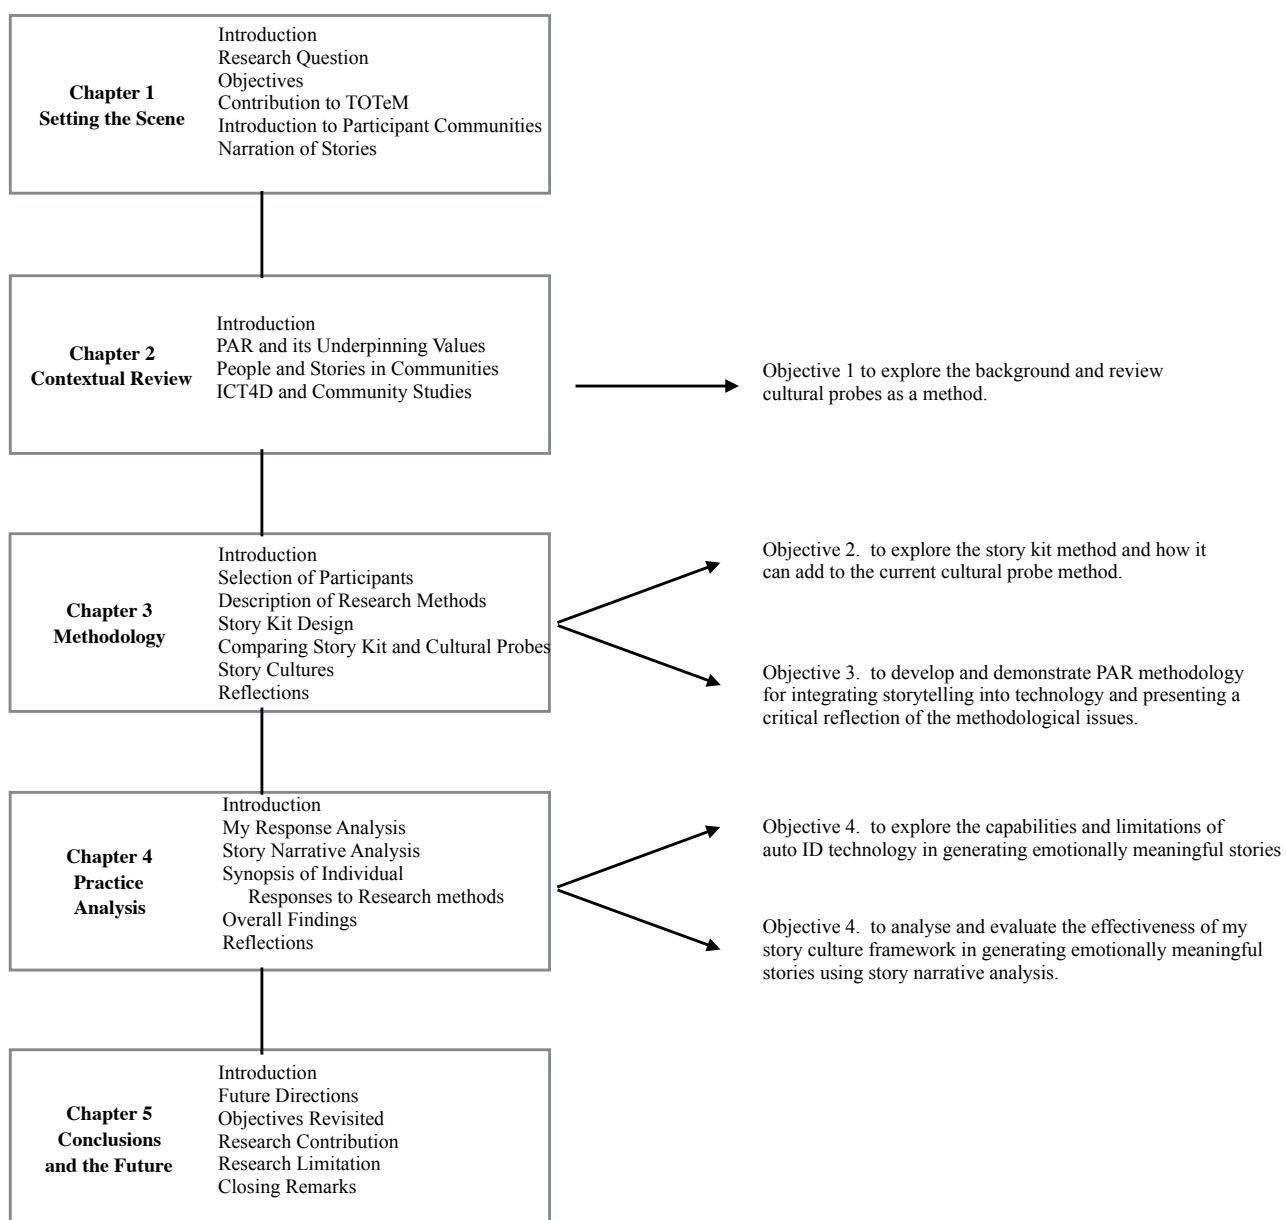 Chapter 1
Setting the Scene
Introduction
Research Question
Objectives
Contribution to TOTeM
Introduction to Participant Communities
Narration of Stories
Chapter 2
Contextual Review
Introduction
PAR and its Underpinning Values
People and Stories in Communities
ICT4D and Community Studies
Objective 1 to explore the background and review
cultural probes as a method.
Chapter 3
Methodology
Introduction
Selection of Participants
Description of Research Methods
Story Kit Design
Comparing Story Kit and Cultural Probes
Story Cultures
Reflections
Objective 2.  to explore the story kit method and how it
can add to the current cultural probe method.
Objective 3.  to develop and demonstrate PAR methodology
for integrating storytelling into technology and presenting a
critical reflection of the methodological issues.
Chapter 4
Practice
Analysis
Introduction
My Response Analysis
Story Narrative Analysis
Synopsis of Individual
Responses to Research methods
Overall Findings
Reflections
Objective 4.  to explore the capabilities and limitations of
auto ID technology in generating emotionally meaningful stories
Objective 4.  to analyse and evaluate the effectiveness of my
story culture framework in generating emotionally meaningful
stories using story narrative analysis.
Chapter 5
Conclusions
and the Future
Introduction
Future Directions
Objectives Revisited
Research Contribution
Research Limitation
Closing Remarks